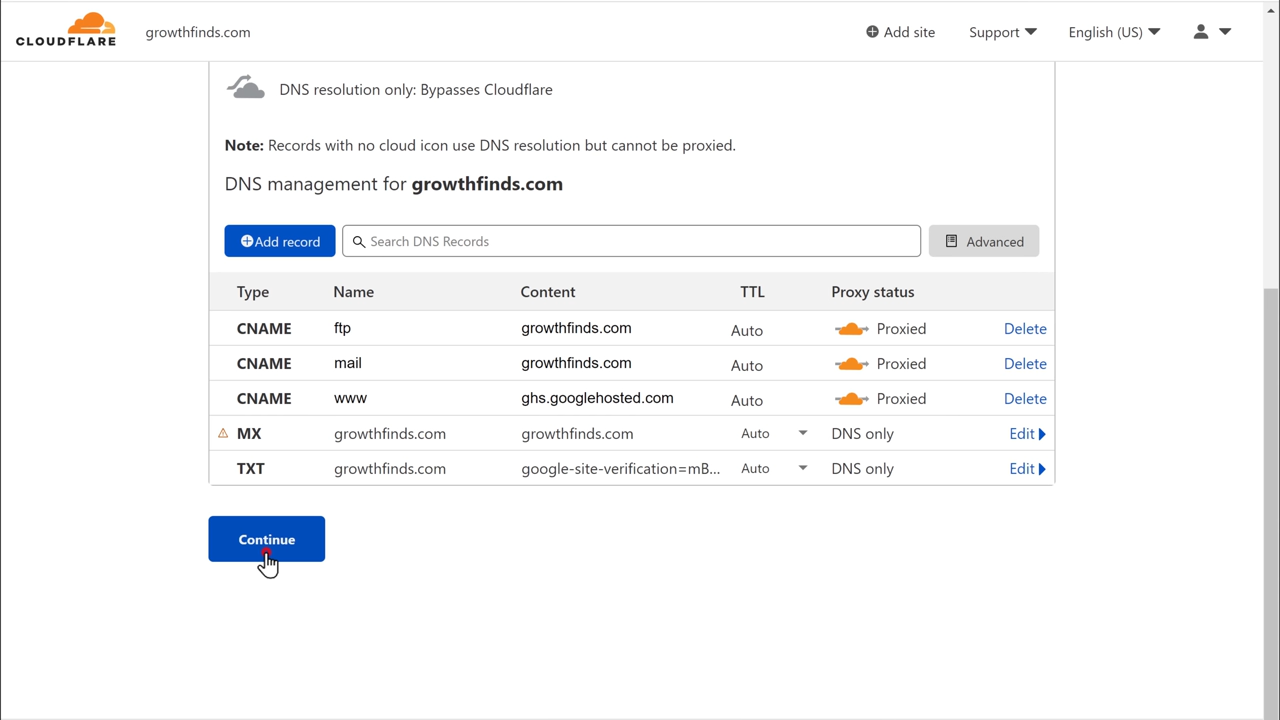 CLOUDFLARE growthfinds.com Add site Support English (US)
DNS resolution only: Bypasses Cloudflare
Note: Records with no cloud icon use DNS resolution but cannot be proxied.
DNS management for growthfinds.com
Add record Search DNS Records Advanced
Type Name Content TTL Proxy status
CNAME ftp growthfinds.com Auto Proxied Delete
CNAME mail growthfinds.com Auto Proxied Delete
CNAME www ghs.googlehosted.com Auto Proxied Delete
MX growthfinds.com growthfinds.com Auto DNS only Edit
TXT growthfinds.com google-site-verification=mB... Auto DNS only Edit
Continue